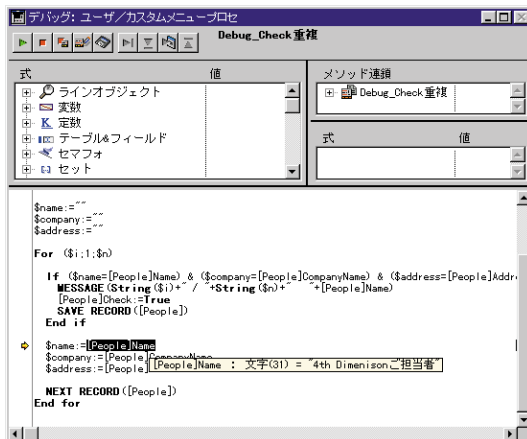 デバッグ: ユーザ/カスタムメニュープロセ
Debug_Check重複
式 値
ラインオブジェクト
変数
定数
テーブル&フィールド
セマフォ
セット
メソッド連鎖
Debug_Check重複
式 値
$name:=""
$company:=""
$address:=""
For ($i;1;$n)
If ($name=[People]Name) & ($company=[People]CompanyName) & ($address=[People]Addre
MESSAGE(String($i)+" / "+String($n)+" "+[People]Name)
[People]Check:=True
SAVE RECORD([People])
End if
$name:=[People]Name
$company:=[People]CompanyName
$address:=[People]
[People]Name : 文字(31) = "4th Dimenisonご担当者"
NEXT RECORD([People])
End for